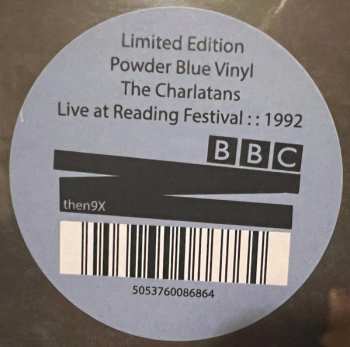 Limited Edition
Powder Blue Vinyl
The Charlatans
Live at Reading Festival : : 1992
BBC
then9X
5053760086864